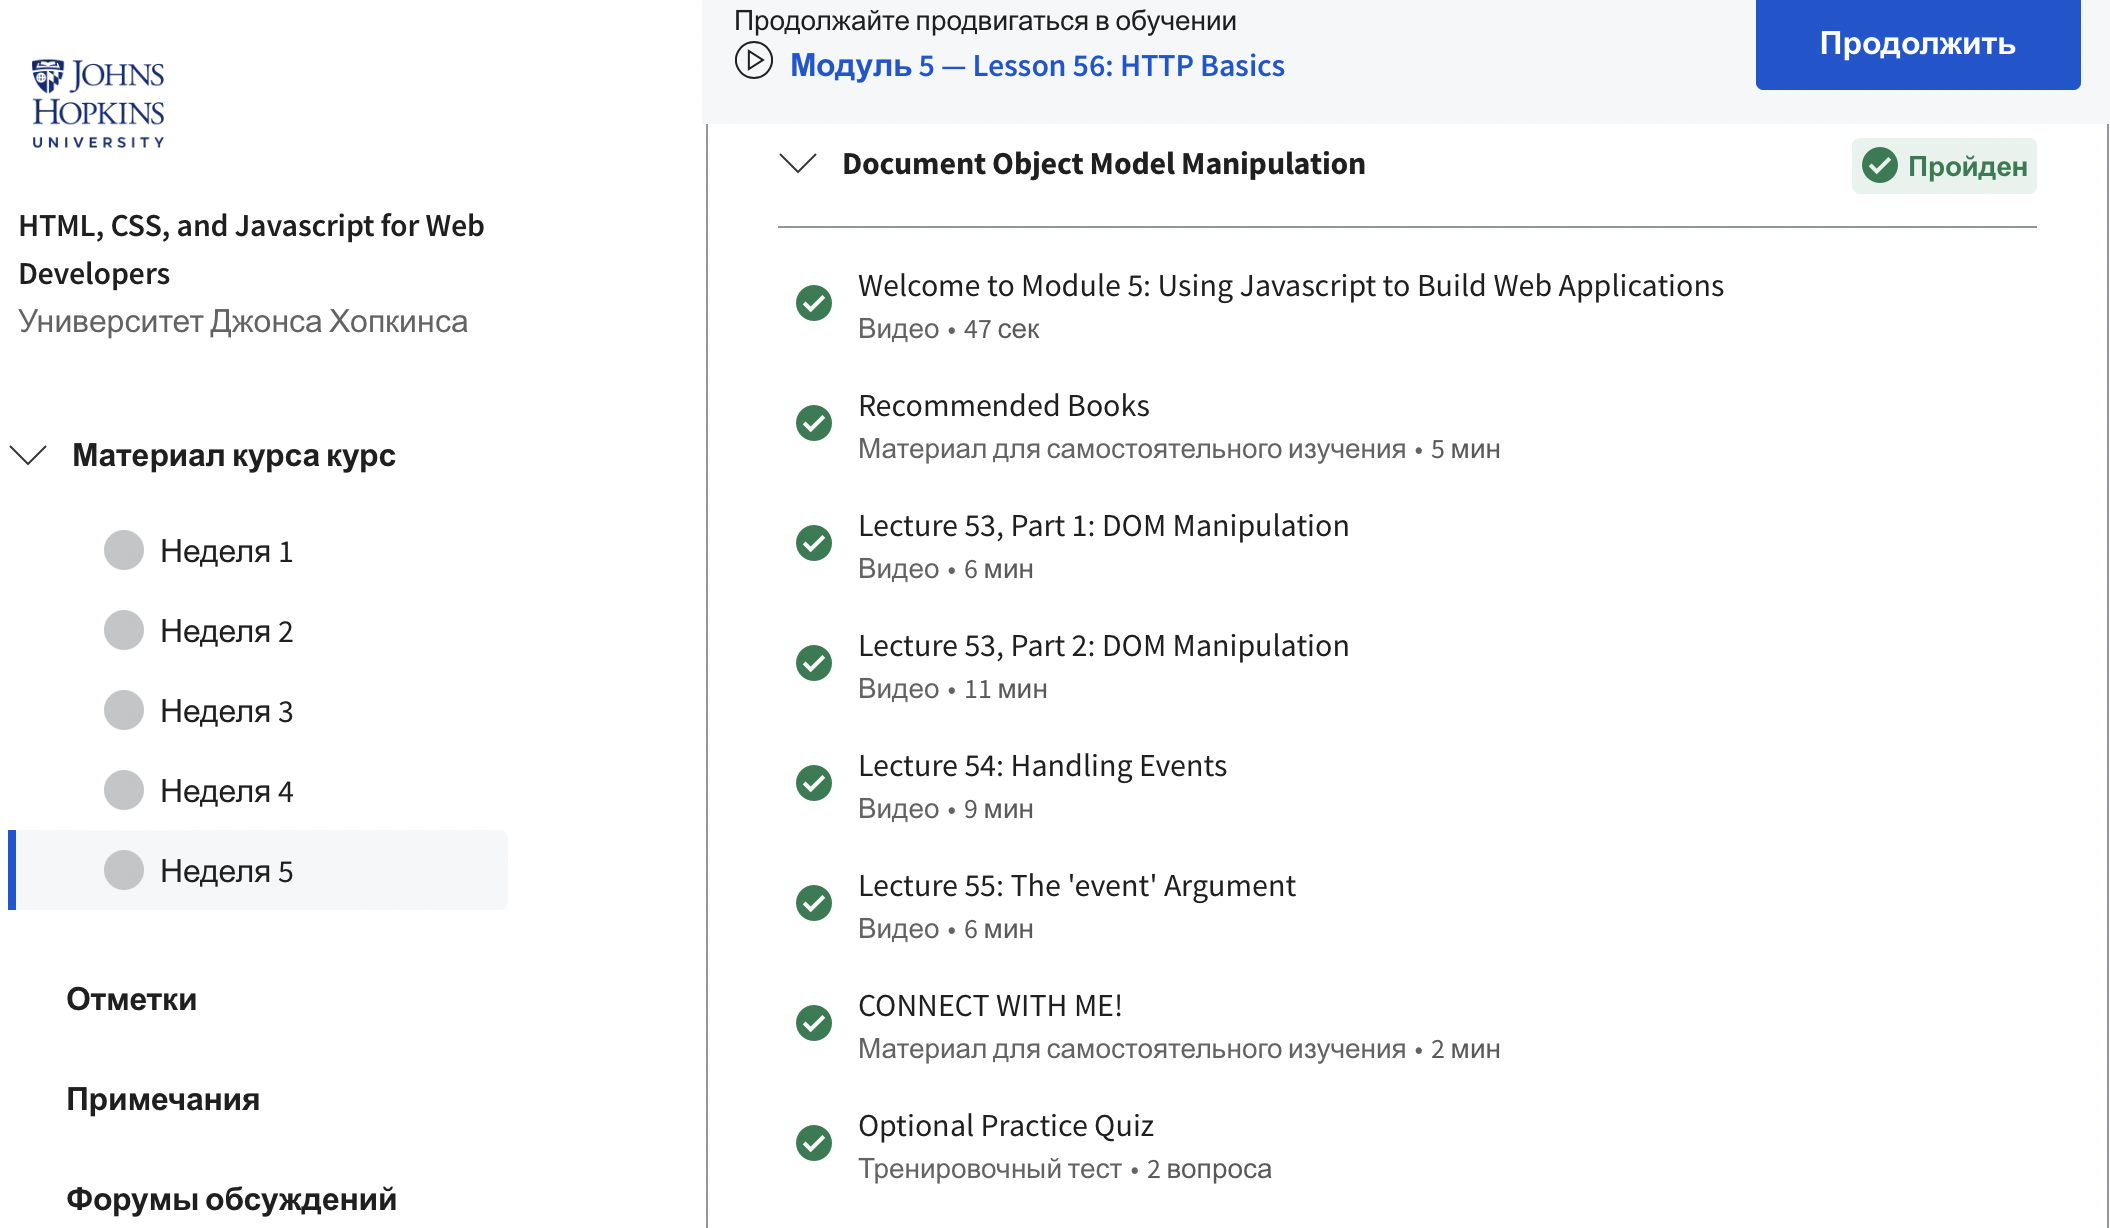 JOHNS
HOPKINS
UNIVERSITY
HTML, CSS, and Javascript for Web
Developers
Университет Джонса Хопкинса
Материал курса курс
Неделя 1
Неделя 2
Неделя 3
Неделя 4
Неделя 5
Отметки
Примечания
Форумы обсуждений
Продолжайте продвигаться в обучении
Модуль 5 — Lesson 56: HTTP Basics
Продолжить
Document Object Model Manipulation
Пройден
Welcome to Module 5: Using Javascript to Build Web Applications
Видео • 47 сек
Recommended Books
Материал для самостоятельного изучения • 5 мин
Lecture 53, Part 1: DOM Manipulation
Видео • 6 мин
Lecture 53, Part 2: DOM Manipulation
Видео • 11 мин
Lecture 54: Handling Events
Видео • 9 мин
Lecture 55: The 'event' Argument
Видео • 6 мин
CONNECT WITH ME!
Материал для самостоятельного изучения • 2 мин
Optional Practice Quiz
Тренировочный тест • 2 вопроса